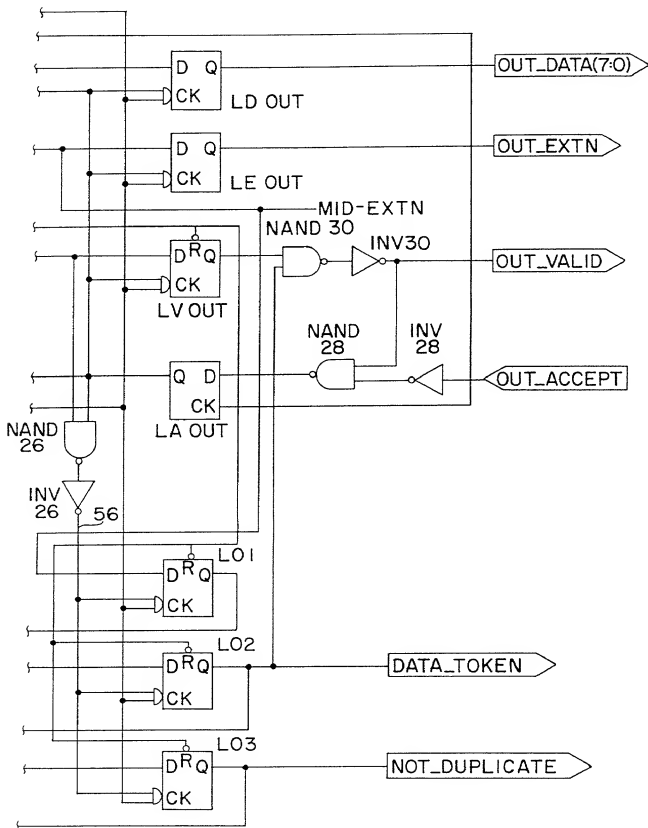 D Q
CK
LD OUT
OUT_DATA(7:0)
D Q
CK
LE OUT
OUT_EXTN
MID-EXTN
NAND 30
INV30
R
D Q
CK
LV OUT
OUT_VALID
NAND
28
INV
28
Q D
CK
LA OUT
OUT_ACCEPT
NAND
26
INV
26
56
LO1
R
D Q
CK
LO2
R
D Q
CK
DATA_TOKEN
LO3
R
D Q
CK
NOT_DUPLICATE